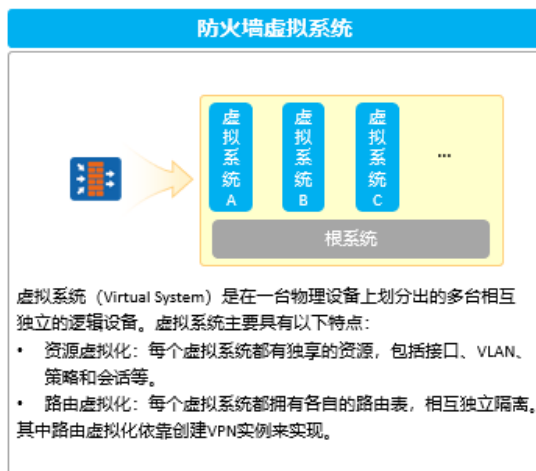 防火墙虚拟系统
虚拟系统A
虚拟系统B
虚拟系统C
...
根系统
虚拟系统（Virtual System）是在一台物理设备上划分出的多台相互
独立的逻辑设备。虚拟系统主要具有以下特点：
• 资源虚拟化：每个虚拟系统都有独享的资源，包括接口、VLAN、
策略和会话等。
• 路由虚拟化：每个虚拟系统都拥有各自的路由表，相互独立隔离。
其中路由虚拟化依靠创建VPN实例来实现。